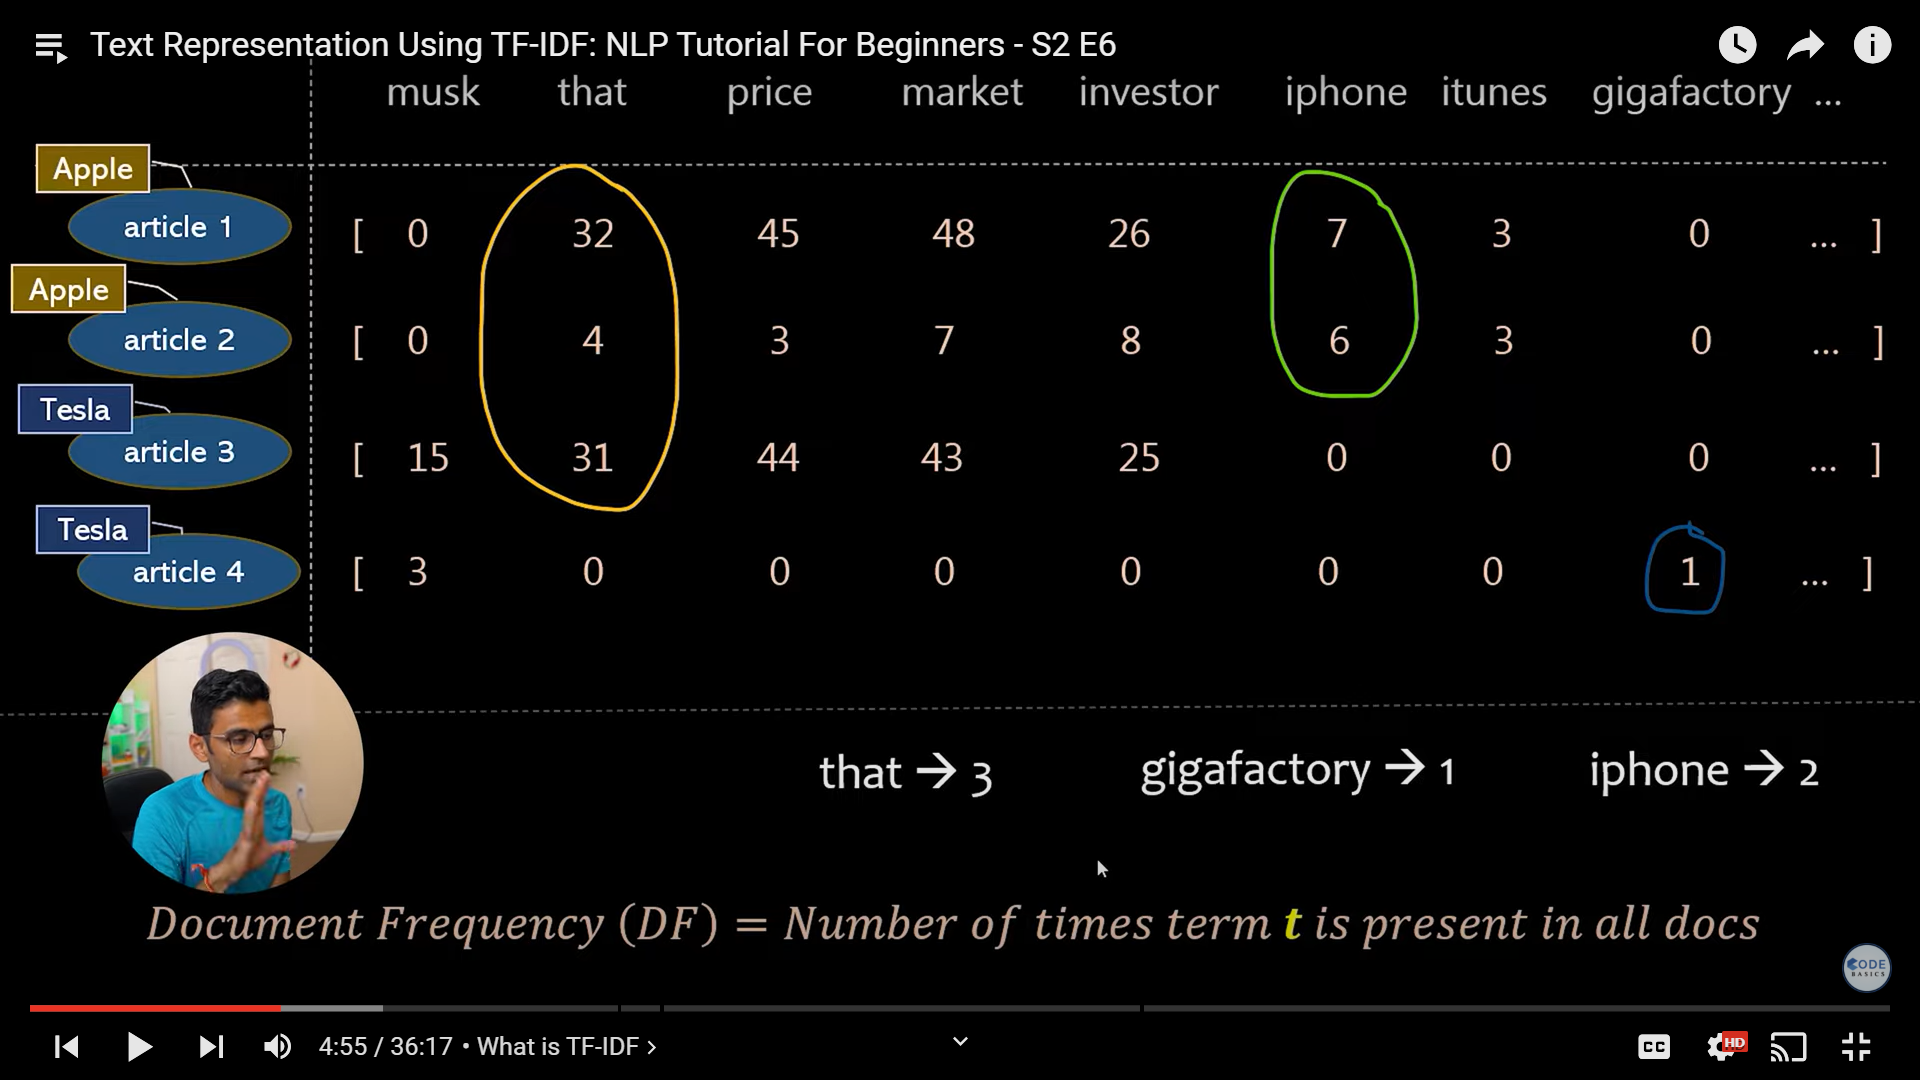 Text Representation Using TF-IDF: NLP Tutorial For Beginners - S2 E6
musk that price market investor iphone itunes gigafactory ...
Apple
article 1 [ 0 32 45 48 26 7 3 0 ... ]
Apple
article 2 [ 0 4 3 7 8 6 3 0 ... ]
Tesla
article 3 [ 15 31 44 43 25 0 0 0 ... ]
Tesla
article 4 [ 3 0 0 0 0 0 0 1 ... ]
that → 3 gigafactory → 1 iphone → 2
Document Frequency (DF) = Number of times term t is present in all docs
CODE
BASICS
4:55 / 36:17 • What is TF-IDF >
CC HD